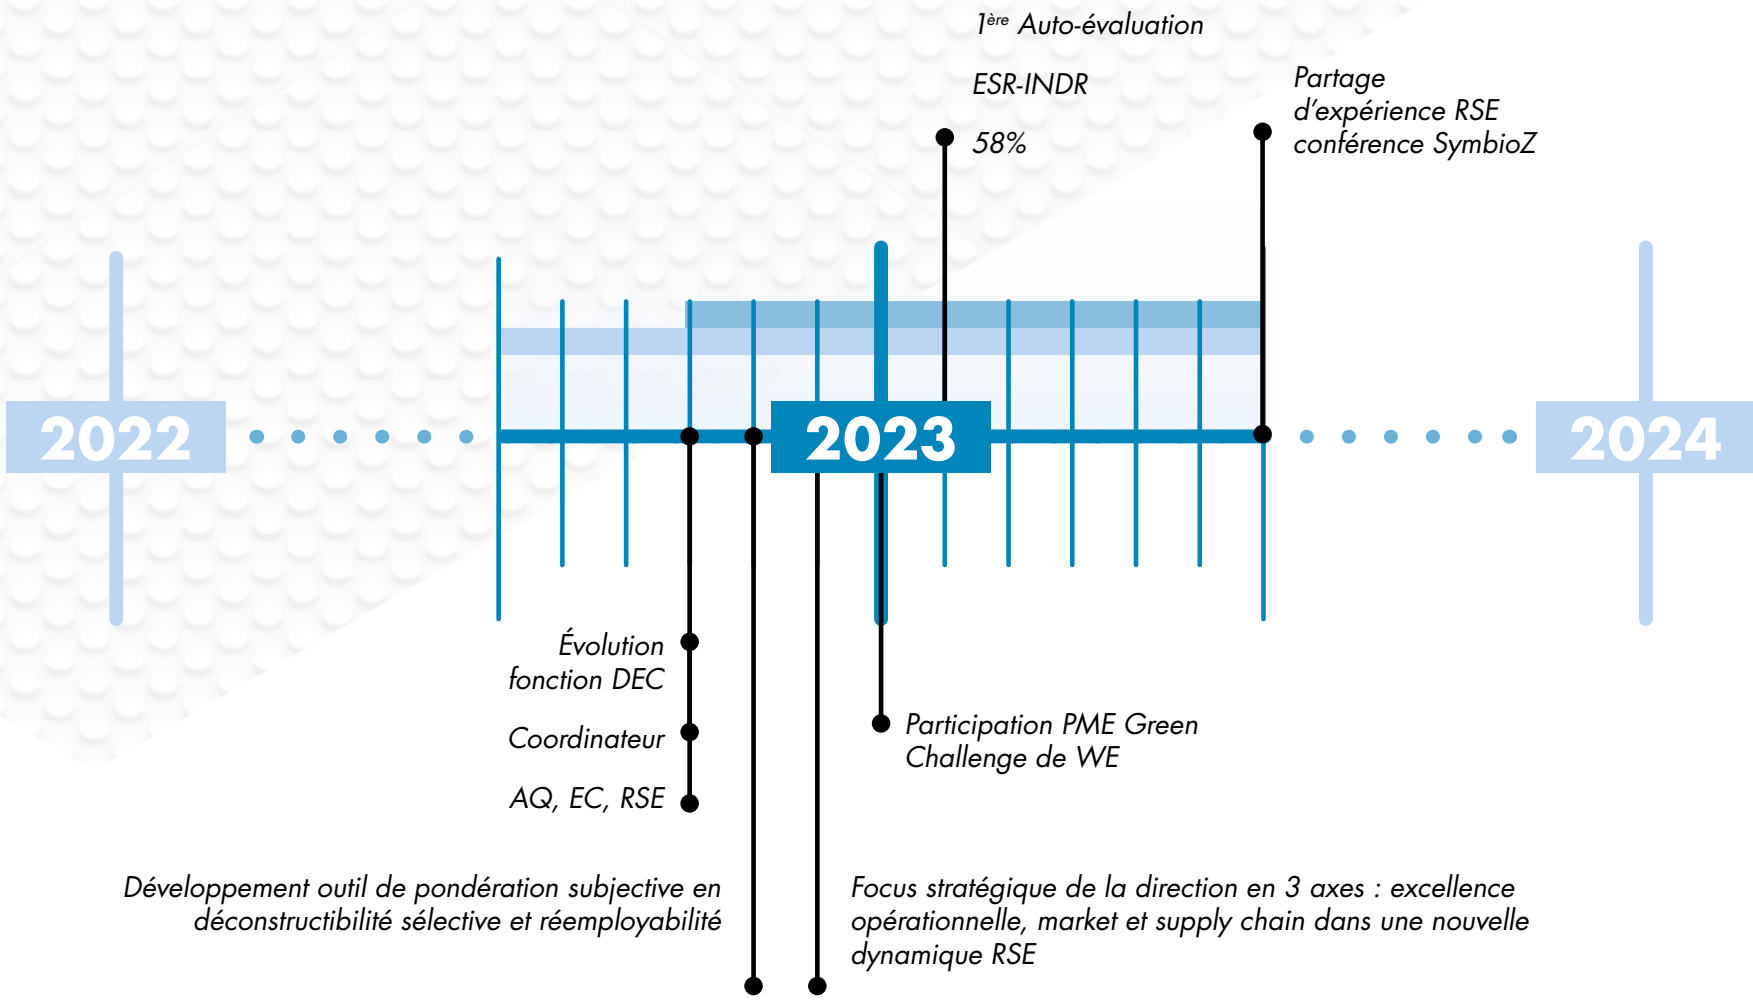 1ère Auto-évaluation
ESR-INDR
58%
Partage
d'expérience RSE
conférence SymbioZ
2022
2023
2024
Évolution
fonction DEC
Coordinateur
AQ, EC, RSE
Participation PME Green
Challenge de WE
Développement outil de pondération subjective en
déconstructibilité sélective et réemployabilité
Focus stratégique de la direction en 3 axes : excellence
opérationnelle, market et supply chain dans une nouvelle
dynamique RSE